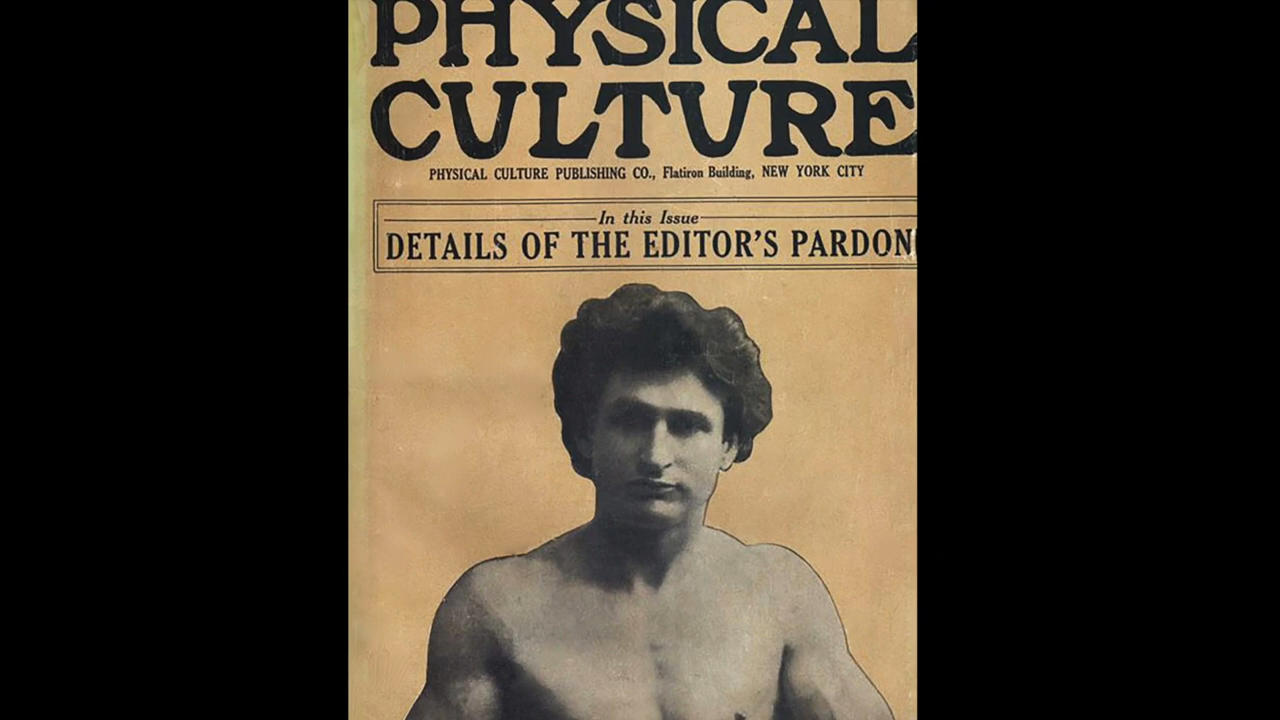 PHYSICAL
CULTURE
PHYSICAL CULTURE PUBLISHING CO., Flatiron Building, NEW YORK CITY
In this Issue
DETAILS OF THE EDITOR'S PARDON